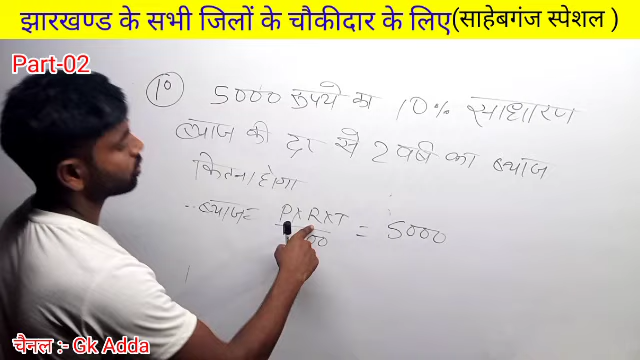 झारखण्ड के सभी जिलों के चौकीदार के लिए(साहेबगंज स्पेशल )
Part-02
10 5000 रुपये का 10% साधारण
ब्याज की दर से 2 वर्ष का ब्याज
कितना होगा
ब्याज = P×R×T = 5000
चैनल :- Gk Adda